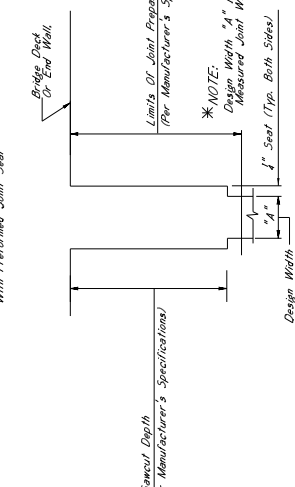 With Preformed Joint Seal
Bridge Deck
Or End Wall.
Limits Of Joint
(Per Manufacturer's
*NOTE:
Design Width "A"
Measured Joint
1/4" Seat (Typ. Both Sides)
"A"
Design Width
Sawcut Depth
Manufacturer's Specifications)